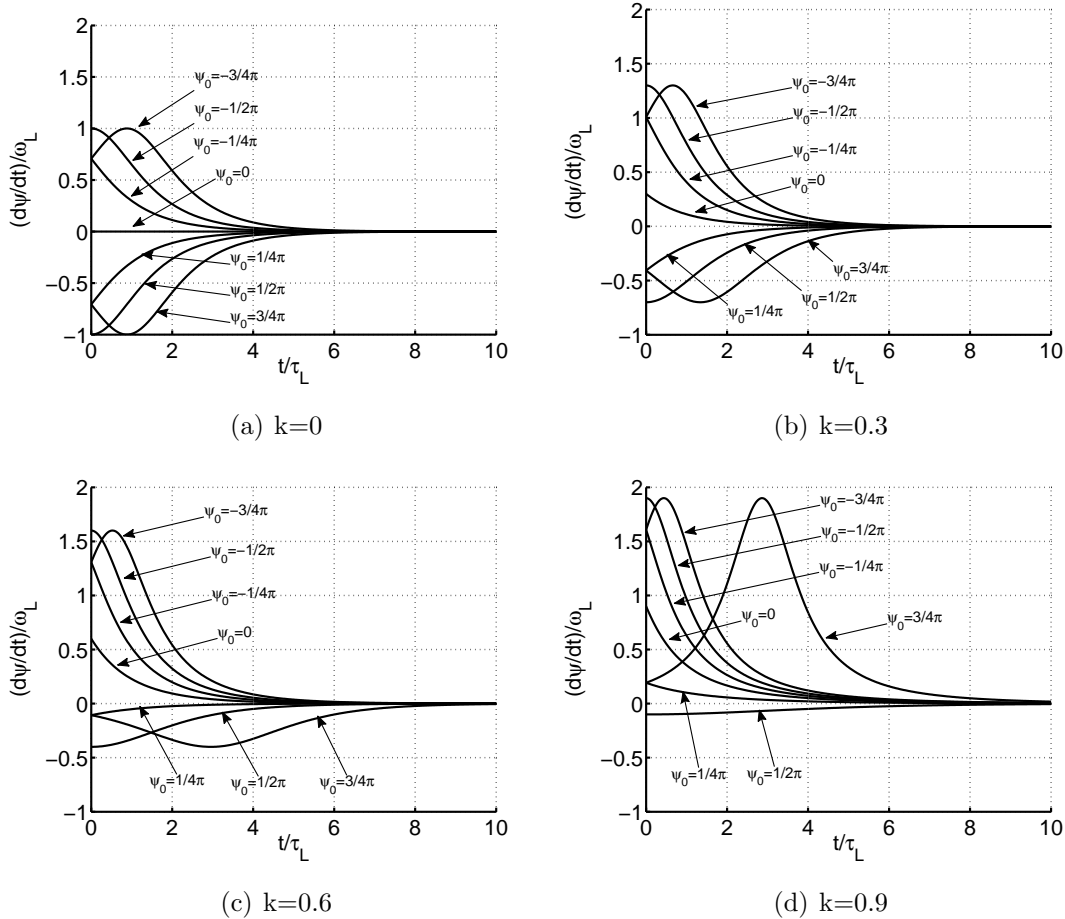 2
1.5
1
0.5
0
−0.5
−1
0 2 4 6 8 10
(dψ/dt)/ω_L
t/τ_L
ψ_0=−3/4π
ψ_0=−1/2π
ψ_0=−1/4π
ψ_0=0
ψ_0=1/4π
ψ_0=1/2π
ψ_0=3/4π
(a) k=0
2
1.5
1
0.5
0
−0.5
−1
0 2 4 6 8 10
(dψ/dt)/ω_L
t/τ_L
ψ_0=−3/4π
ψ_0=−1/2π
ψ_0=−1/4π
ψ_0=0
ψ_0=3/4π
ψ_0=1/2π
ψ_0=1/4π
(b) k=0.3
2
1.5
1
0.5
0
−0.5
−1
0 2 4 6 8 10
(dψ/dt)/ω_L
t/τ_L
ψ_0=−3/4π
ψ_0=−1/2π
ψ_0=−1/4π
ψ_0=0
ψ_0=1/4π
ψ_0=1/2π
ψ_0=3/4π
(c) k=0.6
2
1.5
1
0.5
0
−0.5
−1
0 2 4 6 8 10
(dψ/dt)/ω_L
t/τ_L
ψ_0=−3/4π
ψ_0=−1/2π
ψ_0=−1/4π
ψ_0=0
ψ_0=3/4π
ψ_0=1/4π
ψ_0=1/2π
(d) k=0.9